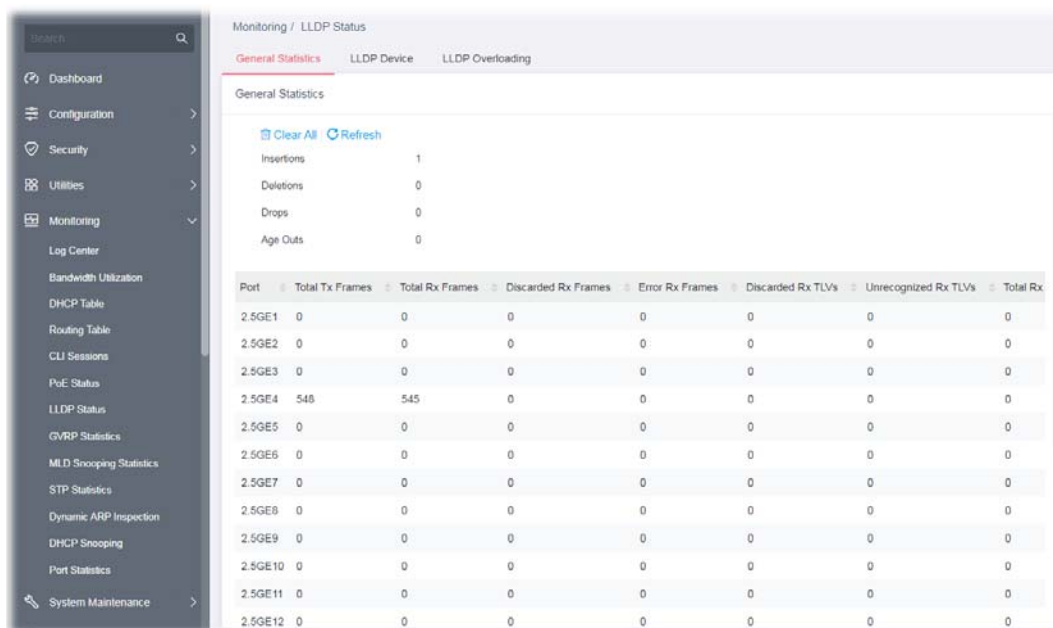 Search
Dashboard
Configuration
Security
Utilities
Monitoring
Log Center
Bandwidth Utilization
DHCP Table
Routing Table
CLI Sessions
PoE Status
LLDP Status
GVRP Statistics
MLD Snooping Statistics
STP Statistics
Dynamic ARP Inspection
DHCP Snooping
Port Statistics
System Maintenance
Monitoring / LLDP Status
General Statistics LLDP Device LLDP Overloading
General Statistics
Clear All | Refresh
Insertions 1
Deletions 0
Drops 0
Age Outs 0
Port Total Tx Frames Total Rx Frames Discarded Rx Frames Error Rx Frames Discarded Rx TLVs Unrecognized Rx TLVs Total Rx
2.5GE1 0 0 0 0 0 0 0
2.5GE2 0 0 0 0 0 0 0
2.5GE3 0 0 0 0 0 0 0
2.5GE4 548 545 0 0 0 0 0
2.5GE5 0 0 0 0 0 0 0
2.5GE6 0 0 0 0 0 0 0
2.5GE7 0 0 0 0 0 0 0
2.5GE8 0 0 0 0 0 0 0
2.5GE9 0 0 0 0 0 0 0
2.5GE10 0 0 0 0 0 0 0
2.5GE11 0 0 0 0 0 0 0
2.5GE12 0 0 0 0 0 0 0